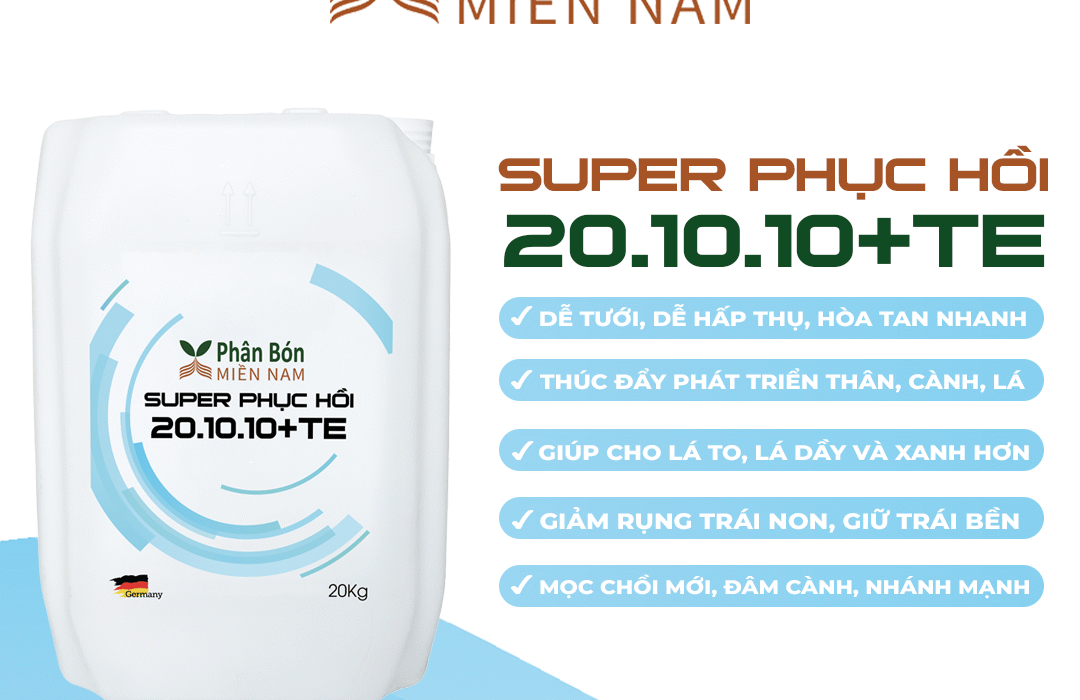 MIỀN NAM
SUPER PHỤC HỒI
20.10.10+TE
DỄ TƯỚI, DỄ HẤP THỤ, HÒA TAN NHANH
THÚC ĐẨY PHÁT TRIỂN THÂN, CÀNH, LÁ
GIÚP CHO LÁ TO, LÁ DẦY VÀ XANH HƠN
GIẢM RỤNG TRÁI NON, GIỮ TRÁI BỀN
MỌC CHỒI MỚI, ĐÂM CÀNH, NHÁNH MẠNH
Phân Bón
MIỀN NAM
SUPER PHỤC HỒI
20.10.10+TE
Germany
20Kg